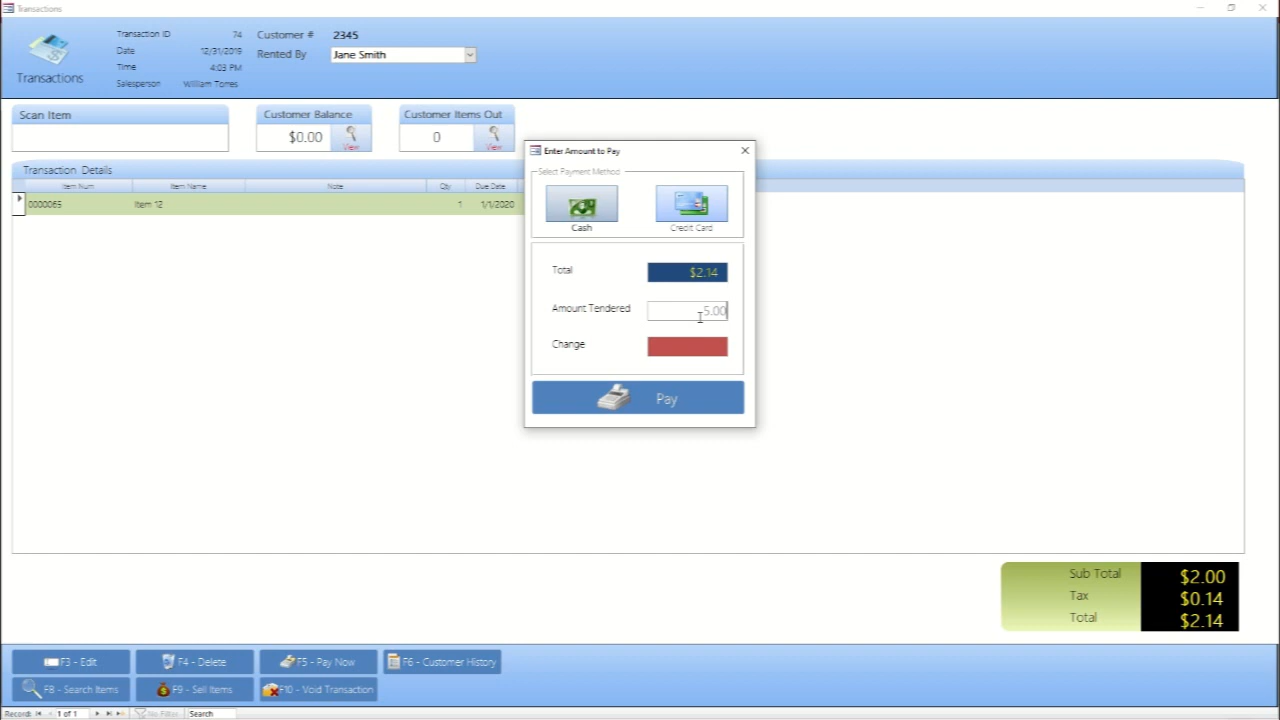 Transactions
Transaction ID 74 Customer # 2345
Date 12/31/2019 Rented By Jane Smith
Time 4:03 PM
Transactions
Salesperson William Torres
Scan Item
Customer Balance
$0.00 View
Customer Items Out
0 View
Transaction Details
Item Num Item Name Note Qty Due Date
0000065 Item 12 1 1/1/2020
Enter Amount to Pay
Select Payment Method
Cash Credit Card
Total $2.14
Amount Tendered 5.00
Change
Pay
Sub Total $2.00
Tax $0.14
Total $2.14
F3 - Edit F4 - Delete F5 - Pay Now F6 - Customer History
F8 - Search Items F9 - Sell Items F10 - Void Transaction
Record: 1 of 1 No Filter Search